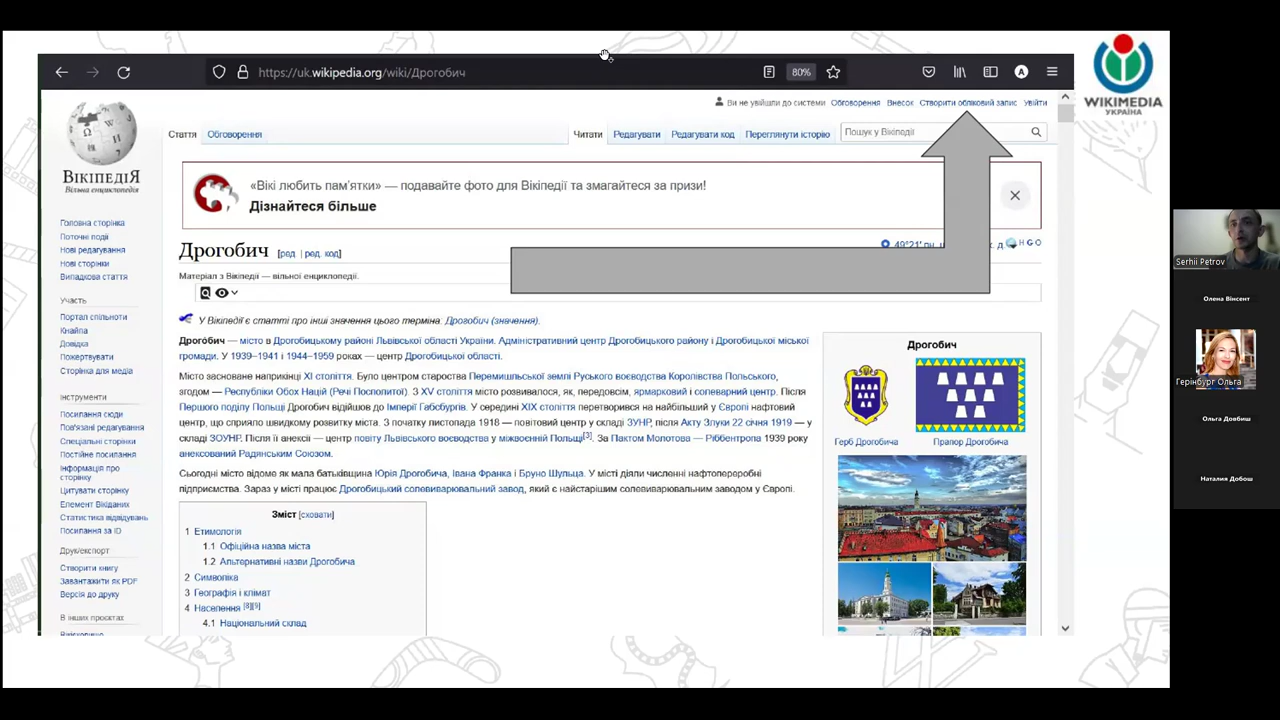 https://uk.wikipedia.org/wiki/Дрогобич
80%
A
WIKIMEDIA
УКРАЇНА
Ви не увійшли до системи Обговорення Внесок Створити обліковий запис Увійти
Стаття Обговорення Читати Редагувати Редагувати код Переглянути історію Пошук у Вікіпедії
ВІКІПЕДІЯ
Вільна енциклопедія
«Вікі любить пам'ятки» — подавайте фото для Вікіпедії та змагайтеся за призи!
Дізнайтеся більше
Головна сторінка
Поточні події
Нові редагування
Нові сторінки
Випадкова стаття
Участь
Портал спільноти
Кнайпа
Довідка
Пожертвувати
Сторінка для медіа
Інструменти
Посилання сюди
Пов'язані редагування
Спеціальні сторінки
Постійне посилання
Інформація про
сторінку
Цитувати сторінку
Елемент Вікіданих
Статистика відвідувань
Посилання за ID
Друк/експорт
Створити книгу
Завантажити як PDF
Версія до друку
В інших проєктах
Дрогобич [ред. | ред. код]
49°21′ пн. д. H G O
Матеріал з Вікіпедії — вільної енциклопедії.
У Вікіпедії є статті про інші значення цього терміна: Дрогобич (значення).
Дрого́бич — місто в Дрогобицькому районі Львівської області України. Адміністративний центр Дрогобицького району і Дрогобицької міської
громади. У 1939–1941 і 1944–1959 роках — центр Дрогобицької області.
Місто засноване наприкінці XI століття. Було центром староства Перемишльської землі Руського воєводства Королівства Польського,
згодом — Республіки Обох Націй (Речі Посполитої). З XV століття місто розвивалося, як, передовсім, ярмарковий і солеварний центр. Після
Першого поділу Польщі Дрогобич відійшов до Імперії Габсбургів. У середині XIX століття перетворився на найбільший у Європі нафтовий
центр, що сприяло швидкому розвитку міста. З початку листопада 1918 — повітовий центр у складі ЗУНР, після Акту Злуки 22 січня 1919 — у
складі ЗОУНР. Після її анексії — центр повіту Львівського воєводства у міжвоєнній Польщі[3]. За Пактом Молотова — Ріббентропа 1939 року
анексований Радянським Союзом.
Сьогодні місто відоме як мала батьківщина Юрія Дрогобича, Івана Франка і Бруно Шульца. У місті діяли численні нафтопереробні
підприємства. Зараз у місті працює Дрогобицький солевиварювальний завод, який є найстарішим солевиварювальним заводом у Європі.
Зміст [сховати]
1 Етимологія
1.1 Офіційна назва міста
1.2 Альтернативні назви Дрогобича
2 Символіка
3 Географія і клімат
4 Населення [8][9]
4.1 Національний склад
Дрогобич
Герб Дрогобича Прапор Дрогобича
Serhii Petrov
Олена Вінсент
Герінбург Ольга
Ольга Довбиш
Наталия Добош